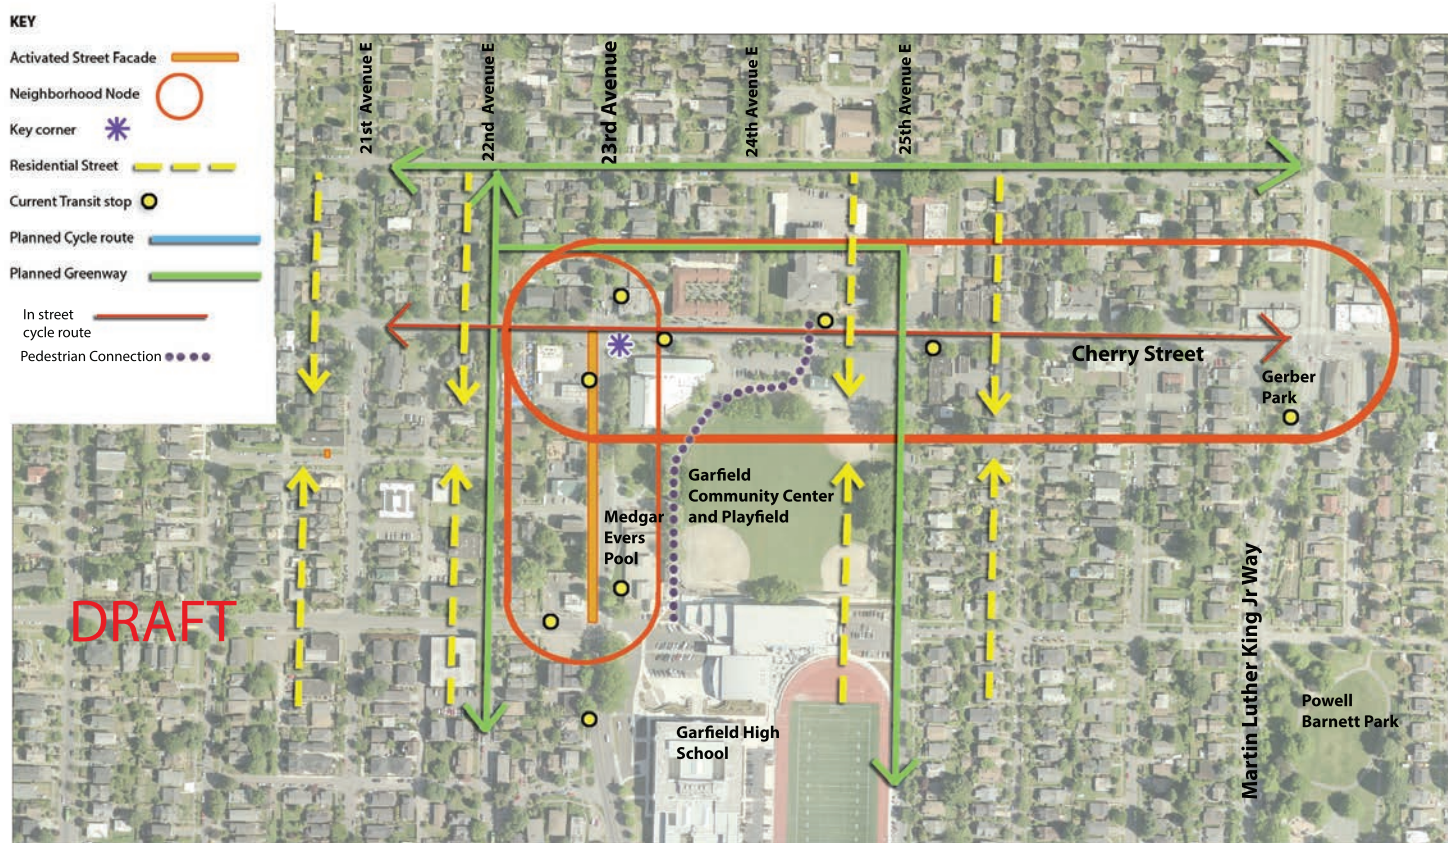 KEY
Activated Street Facade
Neighborhood Node
Key corner
Residential Street
Current Transit stop
Planned Cycle route
Planned Greenway
In street
cycle route
Pedestrian Connection
21st Avenue E
22nd Avenue E
23rd Avenue
24th Avenue E
25th Avenue E
Cherry Street
Gerber
Park
Garfield
Community Center
and Playfield
Medgar
Evers
Pool
DRAFT
Martin Luther King Jr Way
Powell
Barnett Park
Garfield High
School